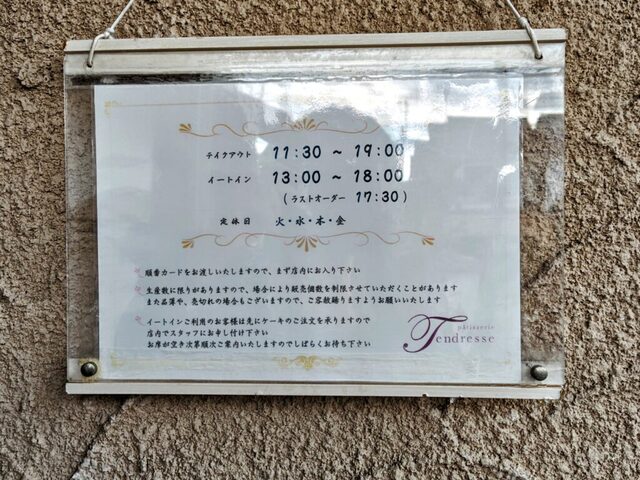 テイクアウト 11:30 ~ 19:00
イートイン 13:00 ~ 18:00
(ラストオーダー 17:30)
定休日 火・水・木・金
順番カードをお渡しいたしますので、まず店内にお入り下さい
生産数に限りがありますので、場合により販売個数を制限させていただくことがあります
また品薄や、売切れの場合もございますので、ご容赦賜りますようお願いいたします
イートインご利用のお客様は先にケーキのご注文を承りますので
店内でスタッフにお申し付け下さい
お席が空き次第順次ご案内いたしますのでしばらくお待ち下さい
pâtisserie
Tendresse